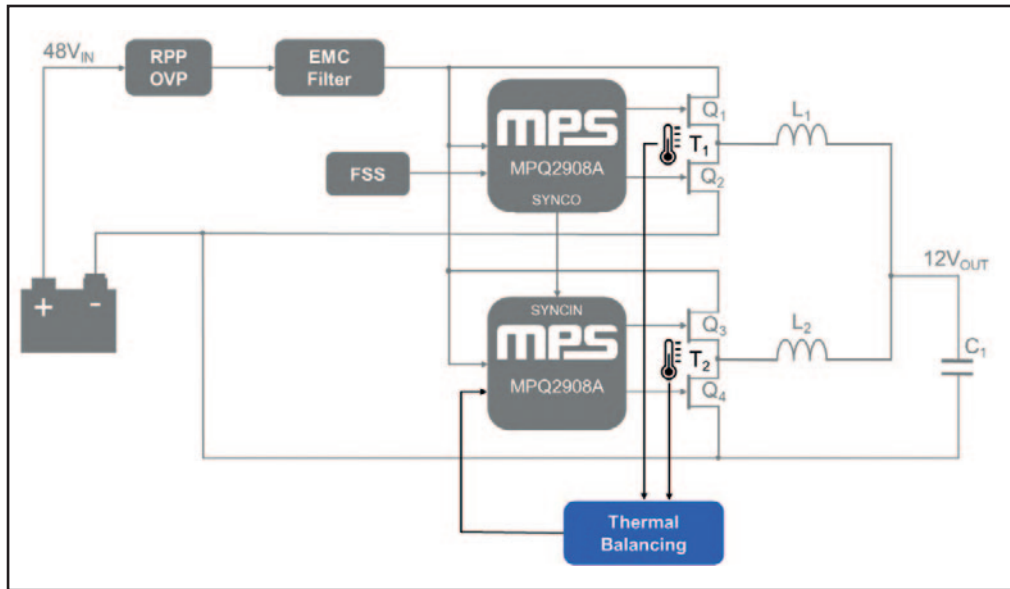 48VIN
RPP
OVP
EMC
Filter
Q1
L1
mps
T1
MPQ2908A
FSS
Q2
SYNCO
12VOUT
+ -
SYNCIN
Q3
L2
mps
T2
C1
MPQ2908A
Q4
Thermal
Balancing